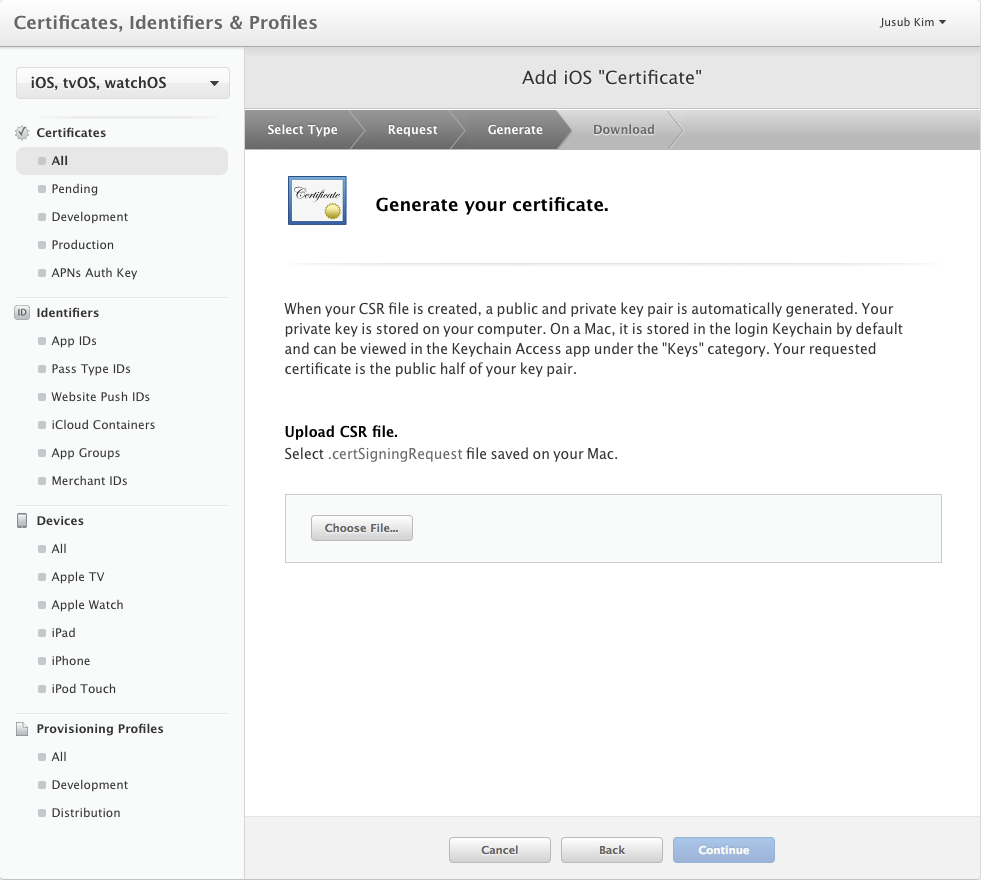 Certificates, Identifiers & Profiles
Jusub Kim
iOS, tvOS, watchOS
Certificates
All
Pending
Development
Production
APNs Auth Key
ID
Identifiers
App IDs
Pass Type IDs
Website Push IDs
iCloud Containers
App Groups
Merchant IDs
Devices
All
Apple TV
Apple Watch
iPad
iPhone
iPod Touch
Provisioning Profiles
All
Development
Distribution
Add iOS "Certificate"
Select Type
Request
Generate
Download
Certificate
Generate your certificate.
When your CSR file is created, a public and private key pair is automatically generated. Your
private key is stored on your computer. On a Mac, it is stored in the login Keychain by default
and can be viewed in the Keychain Access app under the "Keys" category. Your requested
certificate is the public half of your key pair.
Upload CSR file.
Select .certSigningRequest file saved on your Mac.
Choose File...
Cancel
Back
Continue